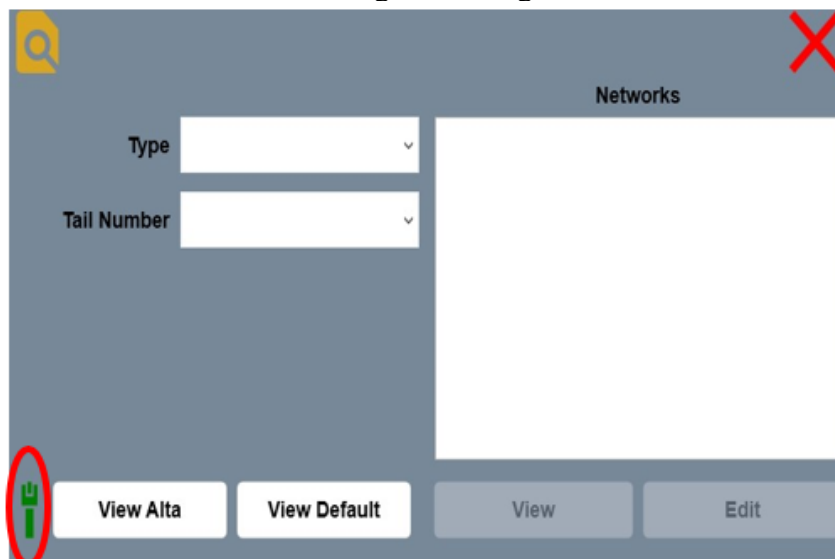 Networks
Type
Tail Number
View Alta
View Default
View
Edit